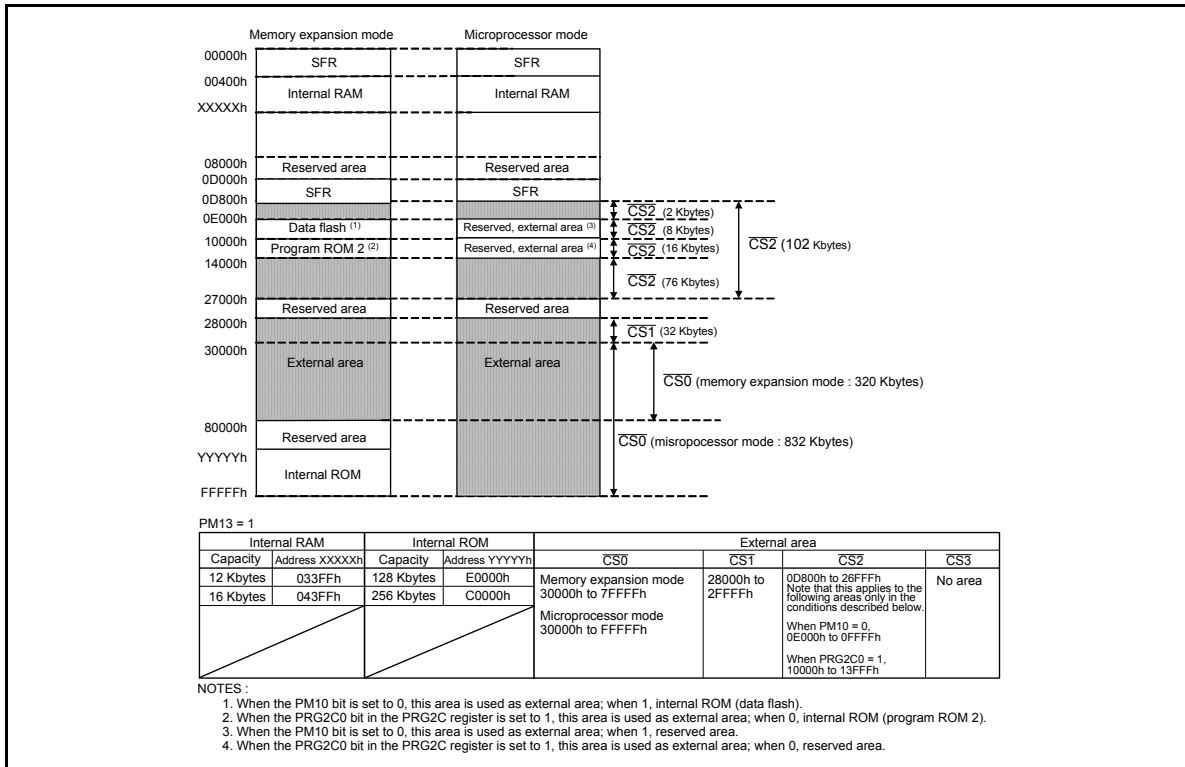 Memory expansion mode Microprocessor mode
00000h SFR SFR
00400h
Internal RAM Internal RAM
XXXXXh
08000h Reserved area Reserved area
0D000h
SFR SFR
0D800h
CS2 (2 Kbytes)
0E000h
Data flash (1) Reserved, external area (3) CS2 (8 Kbytes)
10000h
Program ROM 2 (2) Reserved, external area (4) CS2 (16 Kbytes) CS2 (102 Kbytes)
14000h
CS2 (76 Kbytes)
27000h
Reserved area Reserved area
28000h
CS1 (32 Kbytes)
30000h
External area External area
CS0 (memory expansion mode : 320 Kbytes)
80000h
Reserved area CS0 (misropocessor mode : 832 Kbytes)
YYYYYh
Internal ROM
FFFFFh
PM13 = 1
Internal RAM Internal ROM External area
Capacity Address XXXXXh Capacity Address YYYYYh CS0 CS1 CS2 CS3
12 Kbytes 033FFh 128 Kbytes E0000h
16 Kbytes 043FFh 256 Kbytes C0000h
Memory expansion mode
30000h to 7FFFFh
Microprocessor mode
30000h to FFFFFh
28000h to
2FFFFh
0D800h to 26FFFh
Note that this applies to the
following areas only in the
conditions described below.
When PM10 = 0,
0E000h to 0FFFFh
When PRG2C0 = 1,
10000h to 13FFFh
No area
NOTES :
1. When the PM10 bit is set to 0, this area is used as external area; when 1, internal ROM (data flash).
2. When the PRG2C0 bit in the PRG2C register is set to 1, this area is used as external area; when 0, internal ROM (program ROM 2).
3. When the PM10 bit is set to 0, this area is used as external area; when 1, reserved area.
4. When the PRG2C0 bit in the PRG2C register is set to 1, this area is used as external area; when 0, reserved area.